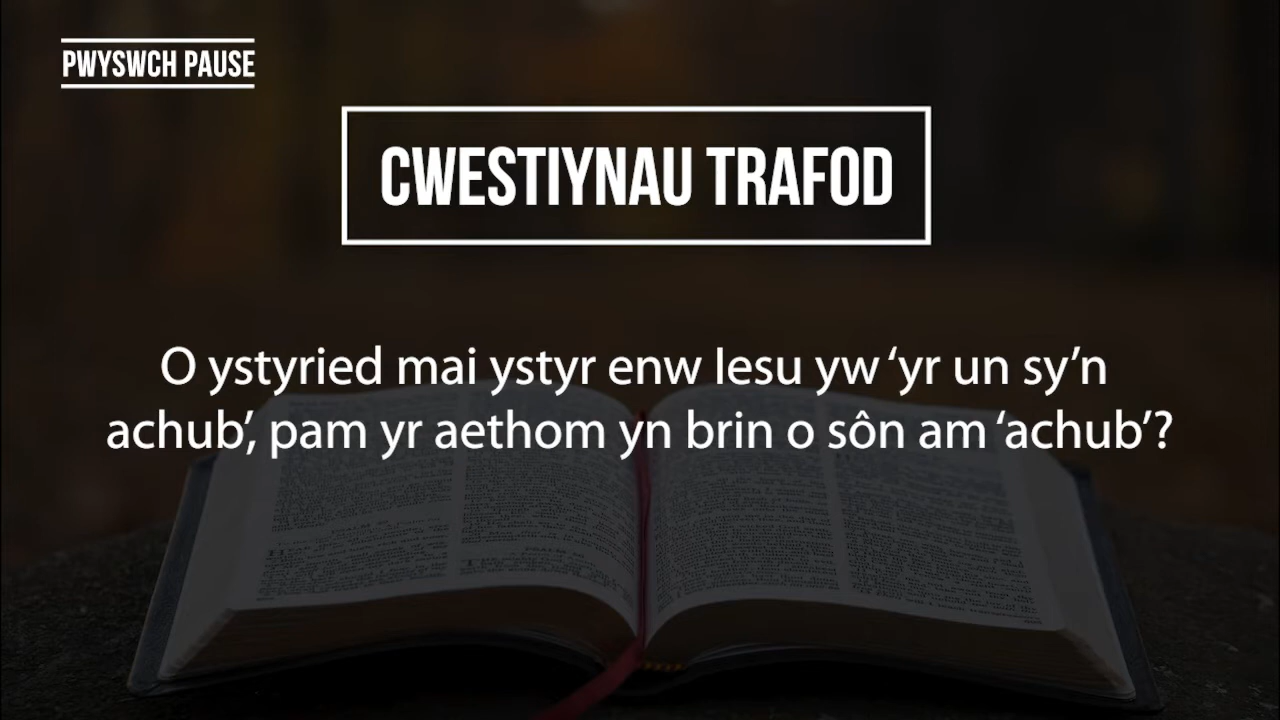 PWYSWCH PAUSE
CWESTIYNAU TRAFOD
O ystyried mai ystyr enw Iesu yw ‘yr un sy’n
achub’, pam yr aethom yn brin o sôn am ‘achub’?